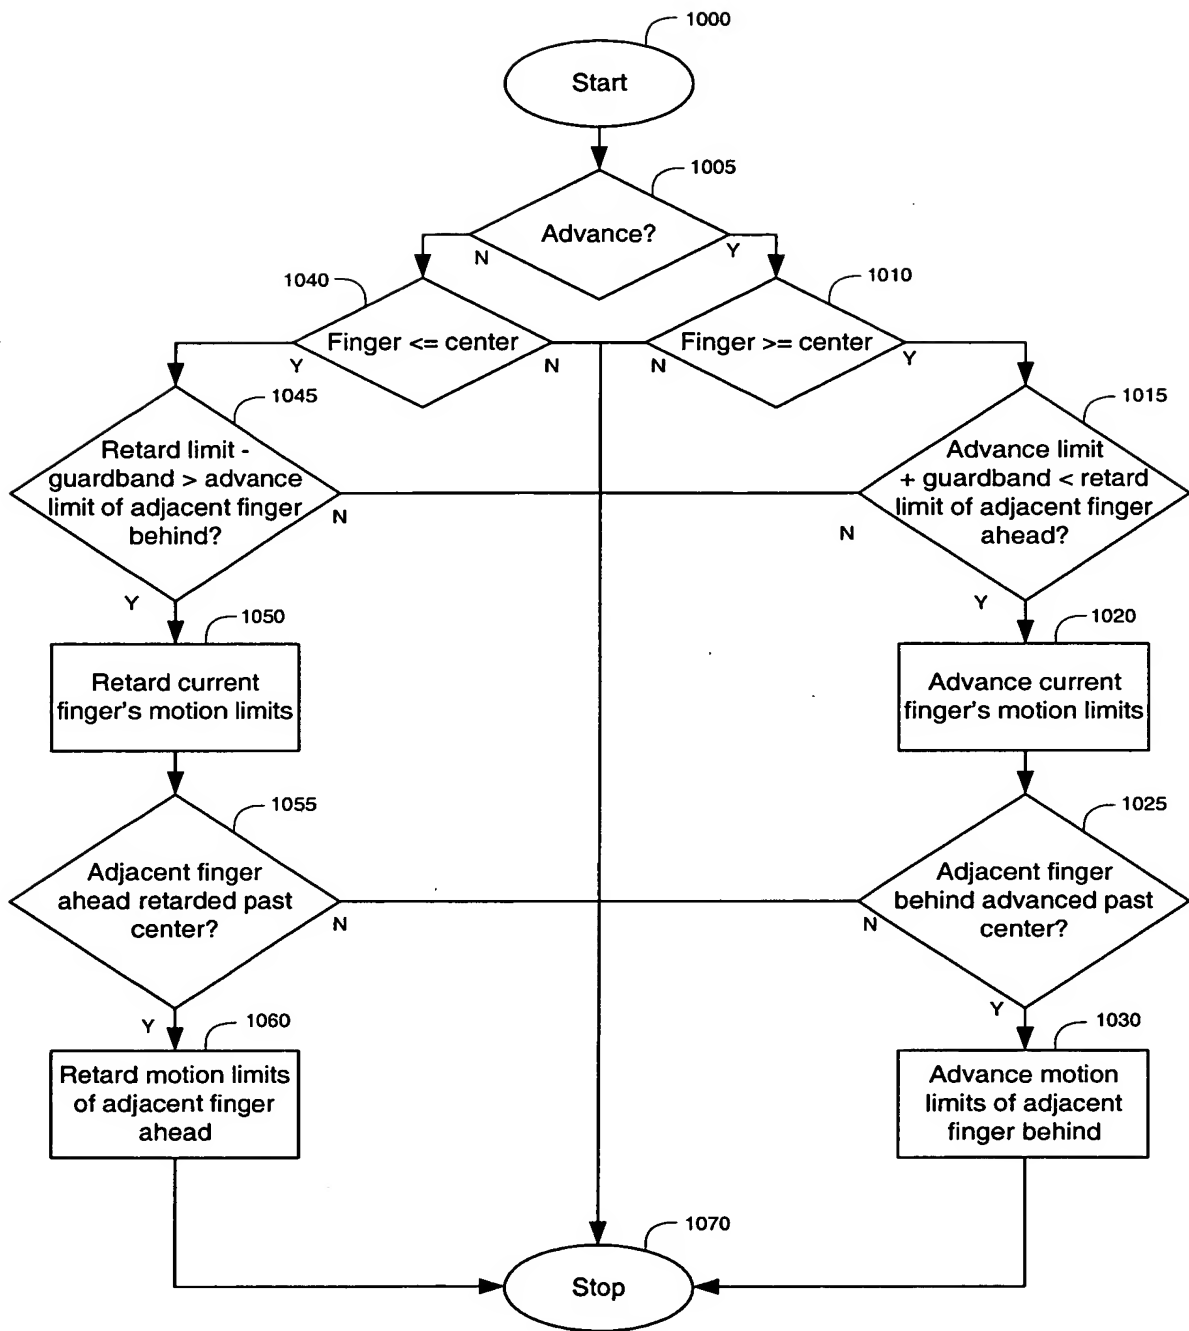 1000
Start
1005
Advance?
N
Y
1040
1010
Finger <= center
Finger >= center
Y
N
N
Y
1045
1015
Retard limit -
guardband > advance
limit of adjacent finger
behind?
Advance limit
+ guardband < retard
limit of adjacent finger
ahead?
N
N
Y
Y
1050
1020
Retard current
finger's motion limits
Advance current
finger's motion limits
1055
1025
Adjacent finger
ahead retarded past
center?
Adjacent finger
behind advanced past
center?
N
N
Y
Y
1060
1030
Retard motion limits
of adjacent finger
ahead
Advance motion
limits of adjacent
finger behind
1070
Stop